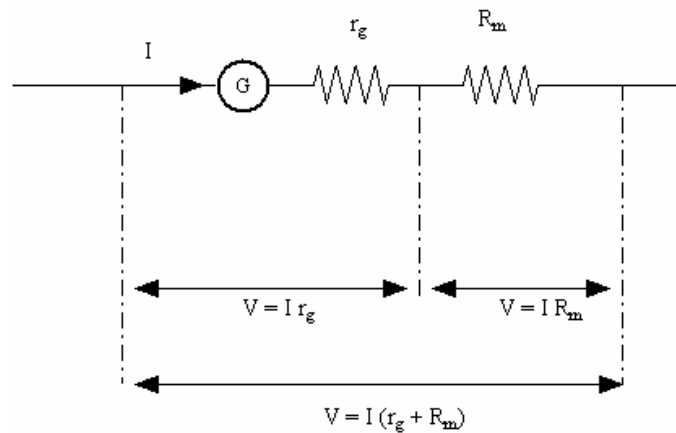 r_g R_m
I
G
V = I r_g V = I R_m
V = I (r_g + R_m)